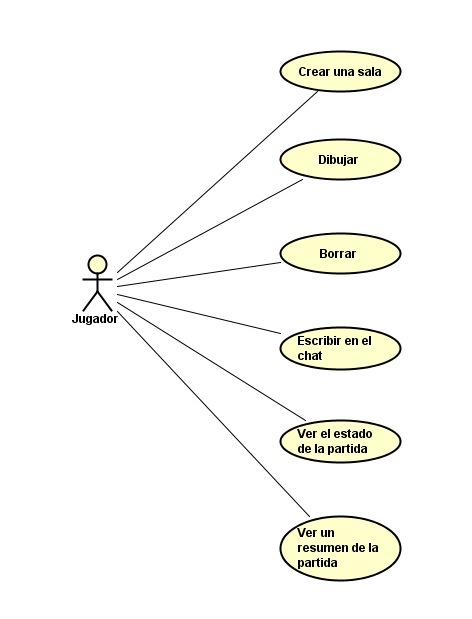 Crear una sala
Dibujar
Borrar
Jugador
Escribir en el
chat
Ver el estado
de la partida
Ver un
resumen de la
partida